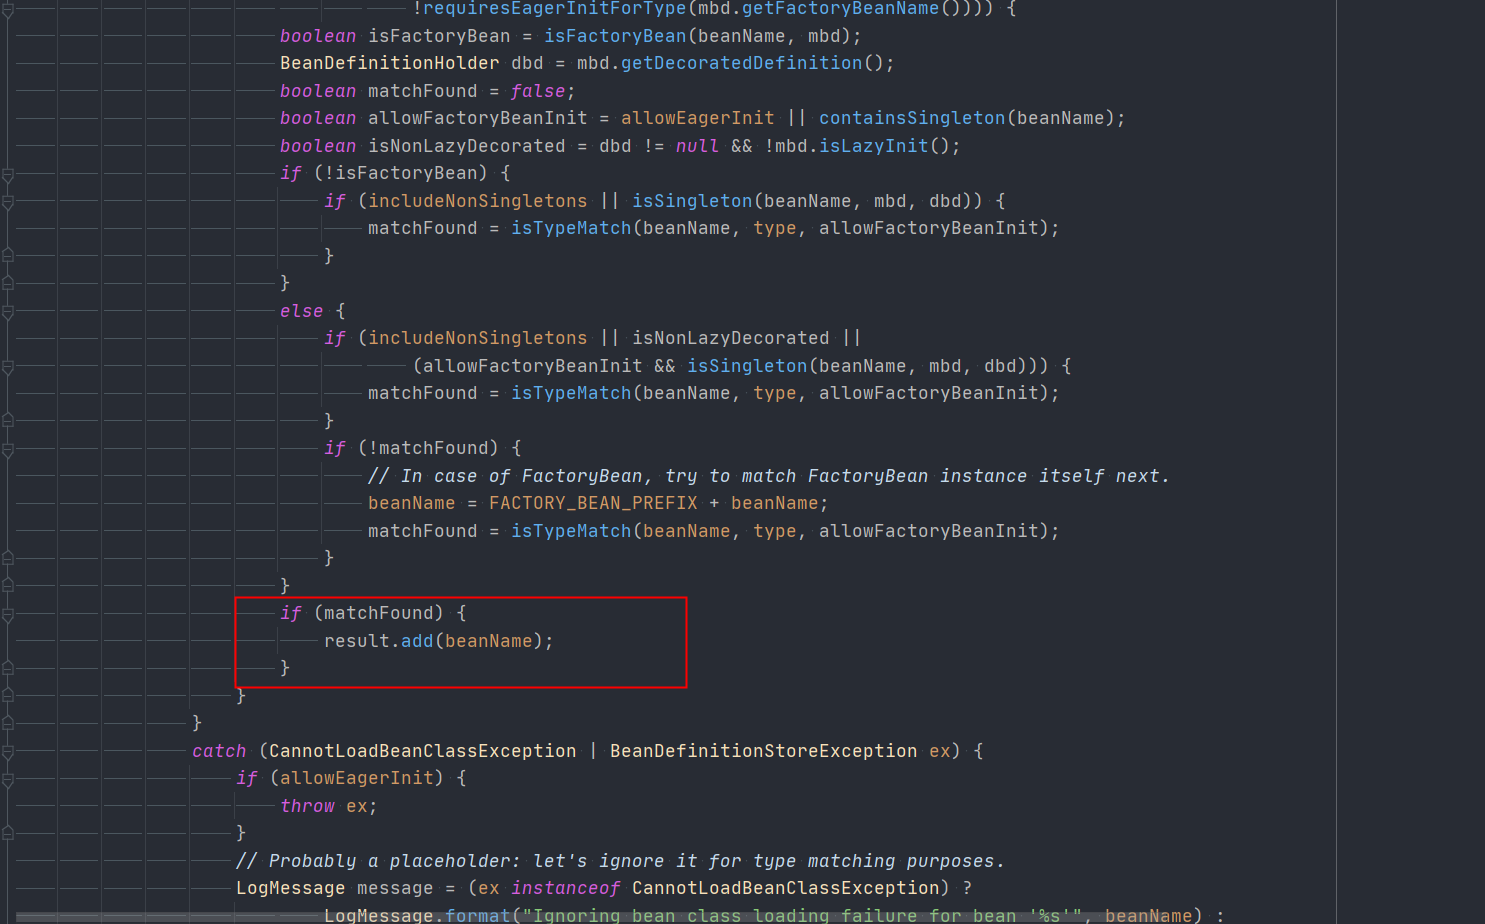 !requiresEagerInitForType(mbd.getFactoryBeanName()))) {
boolean isFactoryBean = isFactoryBean(beanName, mbd);
BeanDefinitionHolder dbd = mbd.getDecoratedDefinition();
boolean matchFound = false;
boolean allowFactoryBeanInit = allowEagerInit || containsSingleton(beanName);
boolean isNonLazyDecorated = dbd != null && !mbd.isLazyInit();
if (!isFactoryBean) {
if (includeNonSingletons || isSingleton(beanName, mbd, dbd)) {
matchFound = isTypeMatch(beanName, type, allowFactoryBeanInit);
}
}
else {
if (includeNonSingletons || isNonLazyDecorated ||
(allowFactoryBeanInit && isSingleton(beanName, mbd, dbd))) {
matchFound = isTypeMatch(beanName, type, allowFactoryBeanInit);
}
if (!matchFound) {
// In case of FactoryBean, try to match FactoryBean instance itself next.
beanName = FACTORY_BEAN_PREFIX + beanName;
matchFound = isTypeMatch(beanName, type, allowFactoryBeanInit);
}
}
if (matchFound) {
result.add(beanName);
}
}
}
catch (CannotLoadBeanClassException | BeanDefinitionStoreException ex) {
if (allowEagerInit) {
throw ex;
}
// Probably a placeholder: let's ignore it for type matching purposes.
LogMessage message = (ex instanceof CannotLoadBeanClassException) ?
LogMessage.format("Ignoring bean class loading failure for bean '%s'", beanName) :